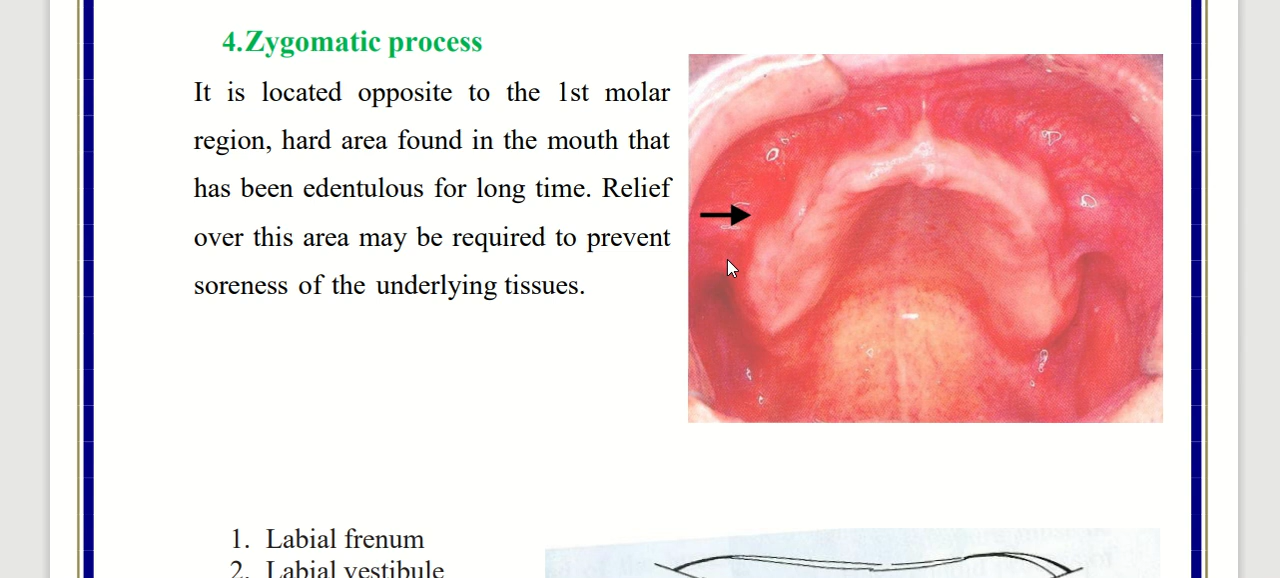 4.Zygomatic process
It is located opposite to the 1st molar
region, hard area found in the mouth that
has been edentulous for long time. Relief
over this area may be required to prevent
soreness of the underlying tissues.
1. Labial frenum
2. Labial vestibule